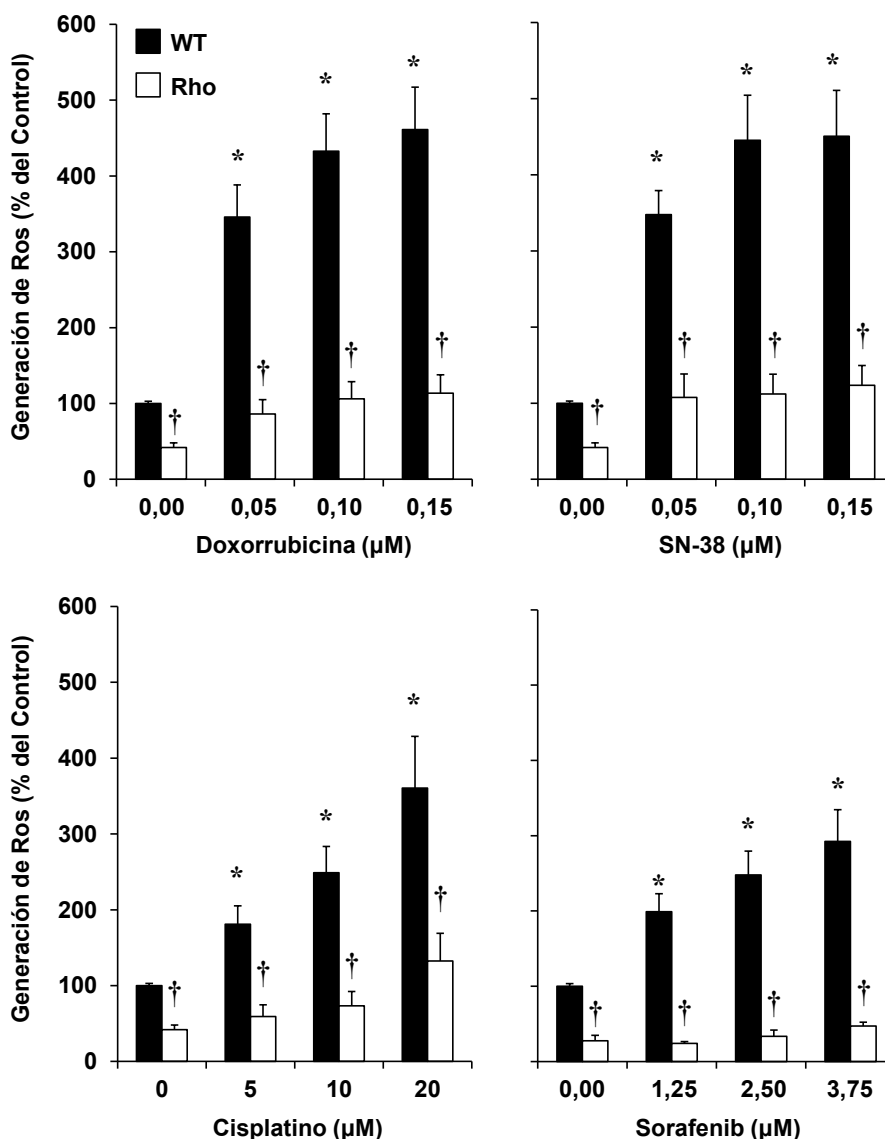 600
500
400
300
200
100
0
Generación de Ros (% del Control)
WT
Rho
* * *
† † † †
0,00 0,05 0,10 0,15
Doxorrubicina (µM)
* * *
† † † †
0,00 0,05 0,10 0,15
SN-38 (µM)
600
500
400
300
200
100
0
Generación de Ros (% del Control)
* * *
† † † †
0 5 10 20
Cisplatino (µM)
* * *
† † † †
0,00 1,25 2,50 3,75
Sorafenib (µM)